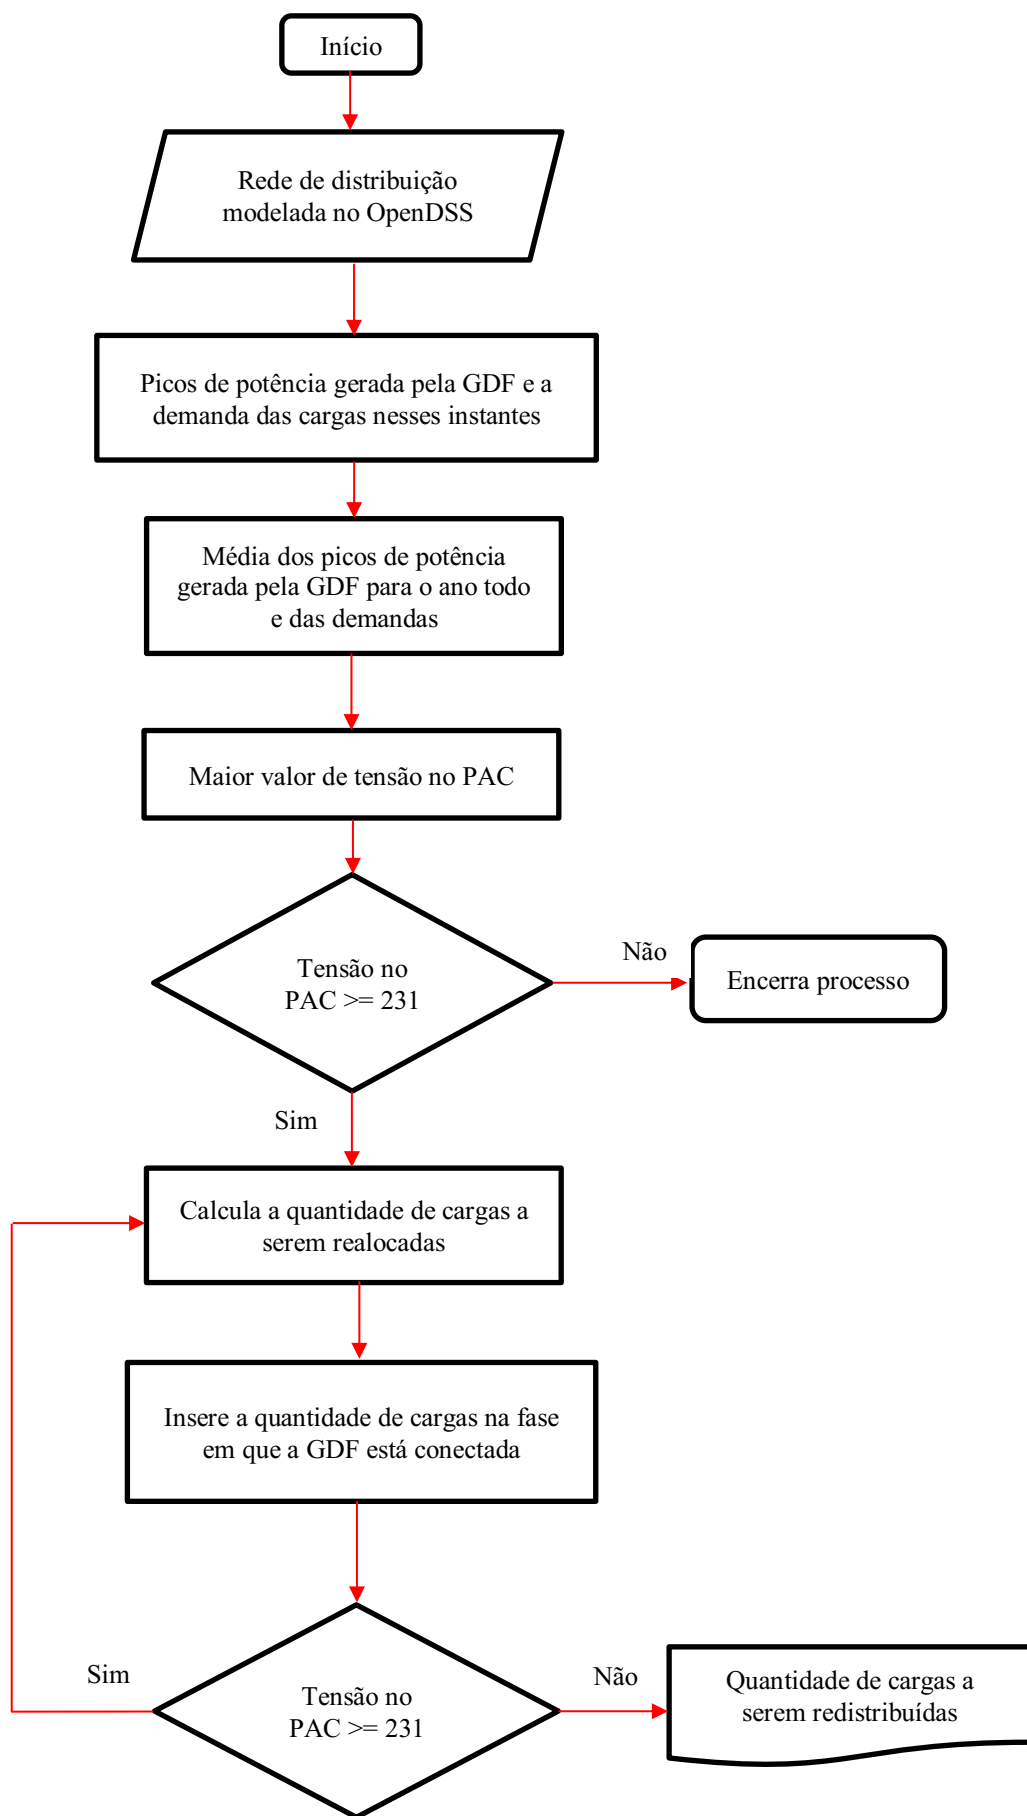 Início
Rede de distribuição
modelada no OpenDSS
Picos de potência gerada pela GDF e a
demanda das cargas nesses instantes
Média dos picos de potência
gerada pela GDF para o ano todo
e das demandas
Maior valor de tensão no PAC
Tensão no
PAC >= 231
Não
Encerra processo
Sim
Calcula a quantidade de cargas a
serem realocadas
Insere a quantidade de cargas na fase
em que a GDF está conectada
Sim
Tensão no
PAC >= 231
Não
Quantidade de cargas a
serem redistribuídas